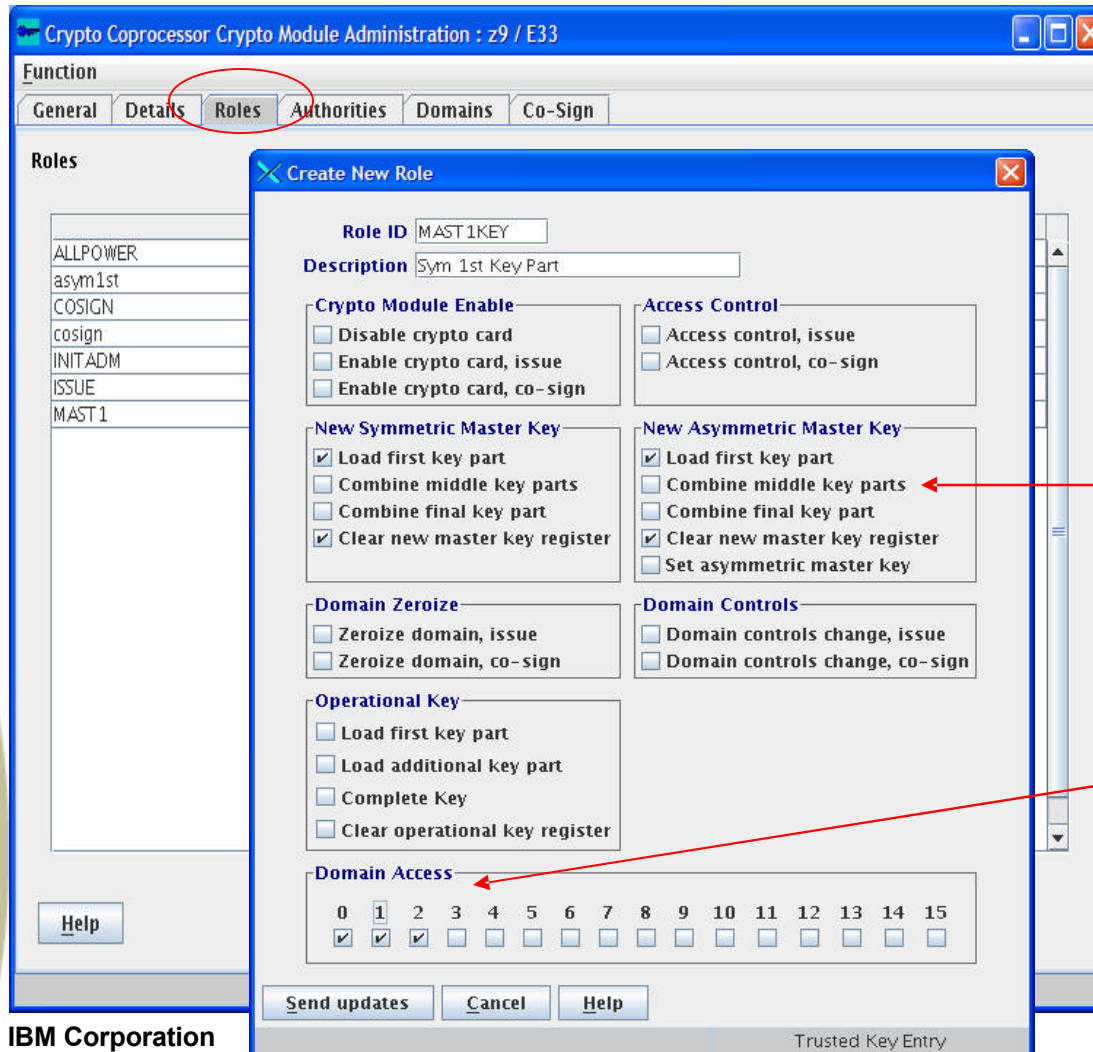 Crypto Coprocessor Crypto Module Administration : z9 / E33
Function
General Details Roles Authorities Domains Co-Sign
Roles
ALLPOWER
asym1st
COSIGN
cosign
INITADM
ISSUE
MAST1
Help
Create New Role
Role ID MAST1KEY
Description Sym 1st Key Part
Crypto Module Enable
Disable crypto card
Enable crypto card, issue
Enable crypto card, co-sign
Access Control
Access control, issue
Access control, co-sign
New Symmetric Master Key
Load first key part
Combine middle key parts
Combine final key part
Clear new master key register
New Asymmetric Master Key
Load first key part
Combine middle key parts
Combine final key part
Clear new master key register
Set asymmetric master key
Domain Zeroize
Zeroize domain, issue
Zeroize domain, co-sign
Domain Controls
Domain controls change, issue
Domain controls change, co-sign
Operational Key
Load first key part
Load additional key part
Complete Key
Clear operational key register
Domain Access
0 1 2 3 4 5 6 7 8 9 10 11 12 13 14 15
Send updates Cancel Help
Trusted Key Entry
IBM Corporation